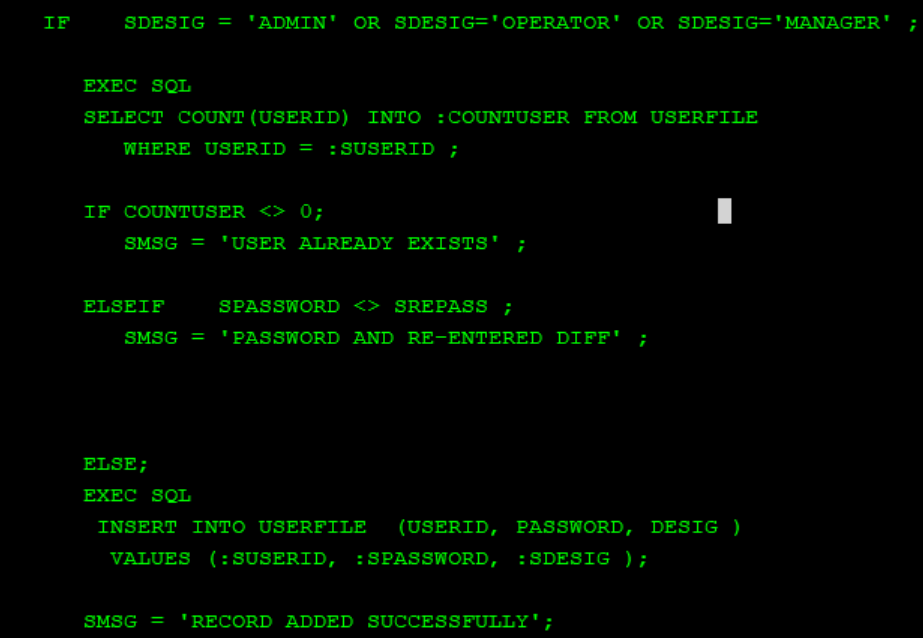 IF    SDESIG = 'ADMIN' OR SDESIG='OPERATOR' OR SDESIG='MANAGER' ;
EXEC SQL
SELECT COUNT(USERID) INTO :COUNTUSER FROM USERFILE
WHERE USERID = :SUSERID ;
IF COUNTUSER <> 0;
SMSG = 'USER ALREADY EXISTS' ;
ELSEIF    SPASSWORD <> SREPASS ;
SMSG = 'PASSWORD AND RE-ENTERED DIFF' ;
ELSE;
EXEC SQL
INSERT INTO USERFILE  (USERID, PASSWORD, DESIG )
VALUES (:SUSERID, :SPASSWORD, :SDESIG );
SMSG = 'RECORD ADDED SUCCESSFULLY';